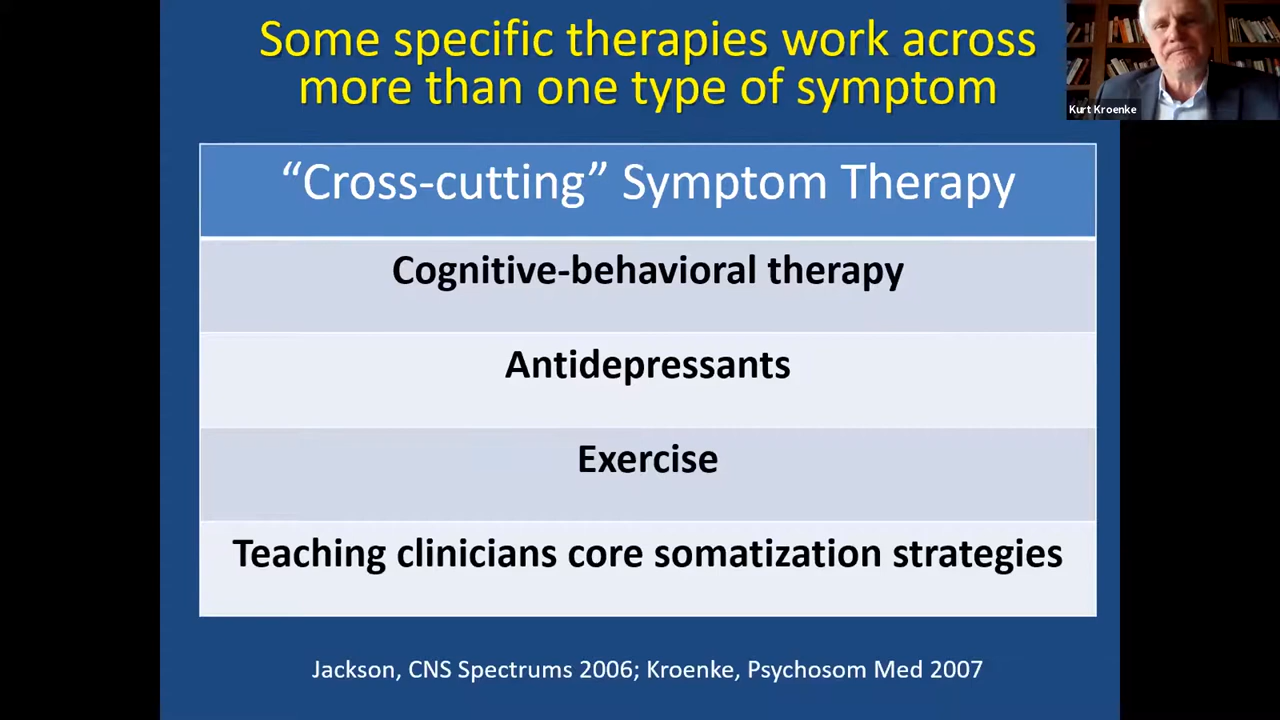 Some specific therapies work across
more than one type of symptom
Kurt Kroenke
“Cross-cutting” Symptom Therapy
Cognitive-behavioral therapy
Antidepressants
Exercise
Teaching clinicians core somatization strategies
Jackson, CNS Spectrums 2006; Kroenke, Psychosom Med 2007